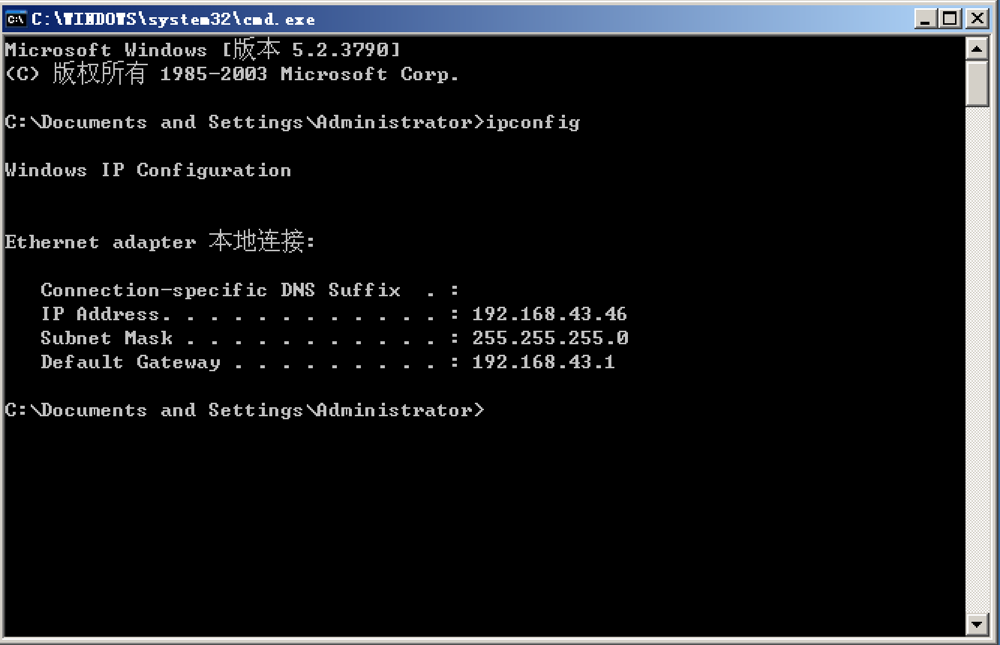 C:\WINDOWS\system32\cmd.exe
Microsoft Windows [版本 5.2.3790]
(C) 版权所有 1985-2003 Microsoft Corp.
C:\Documents and Settings\Administrator>ipconfig
Windows IP Configuration
Ethernet adapter 本地连接:
Connection-specific DNS Suffix  . :
IP Address. . . . . . . . . . . . : 192.168.43.46
Subnet Mask . . . . . . . . . . . : 255.255.255.0
Default Gateway . . . . . . . . . : 192.168.43.1
C:\Documents and Settings\Administrator>